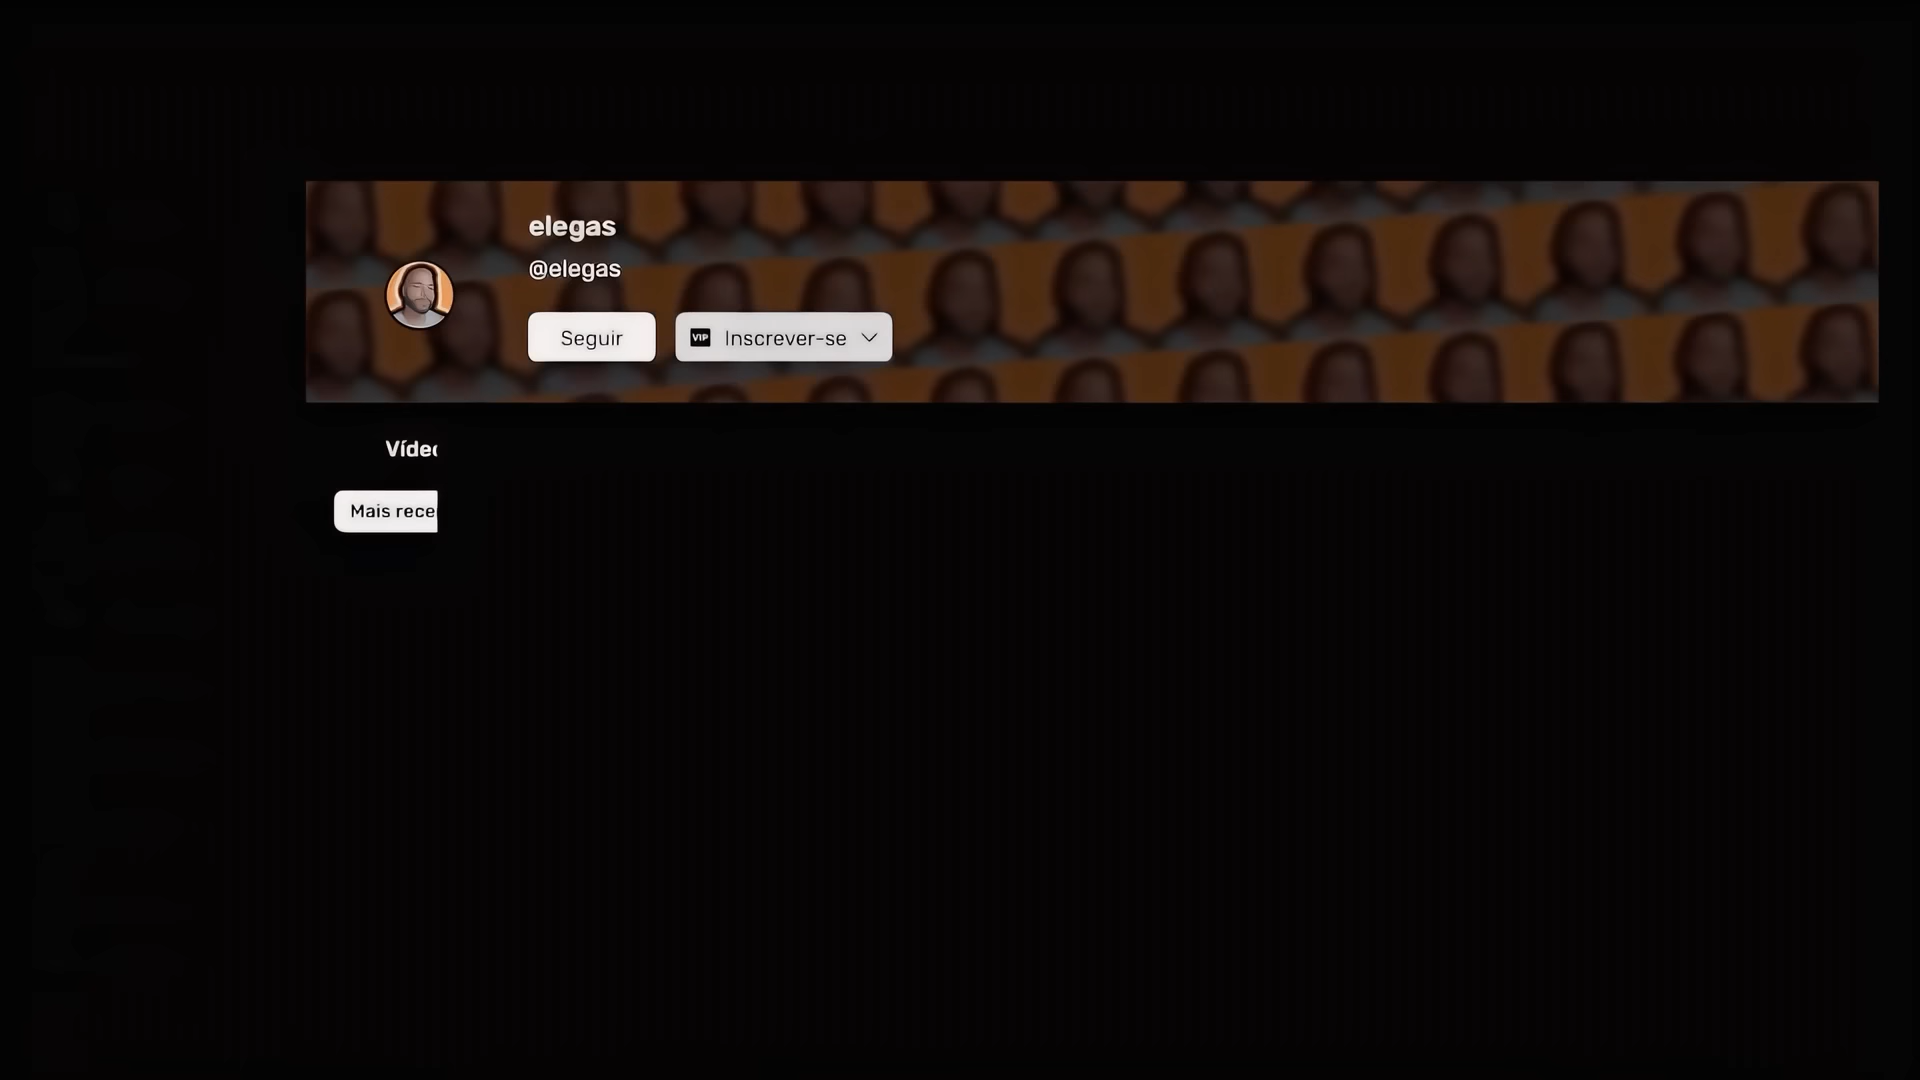 elegas
@elegas
Seguir
VIP Inscrever-se
Víde
Mais rece